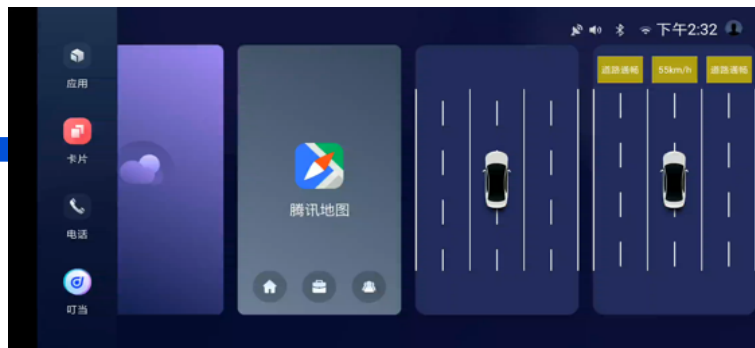 下午2:32
应用
卡片
电话
叮当
腾讯地图
道路通畅
55km/h
道路通畅